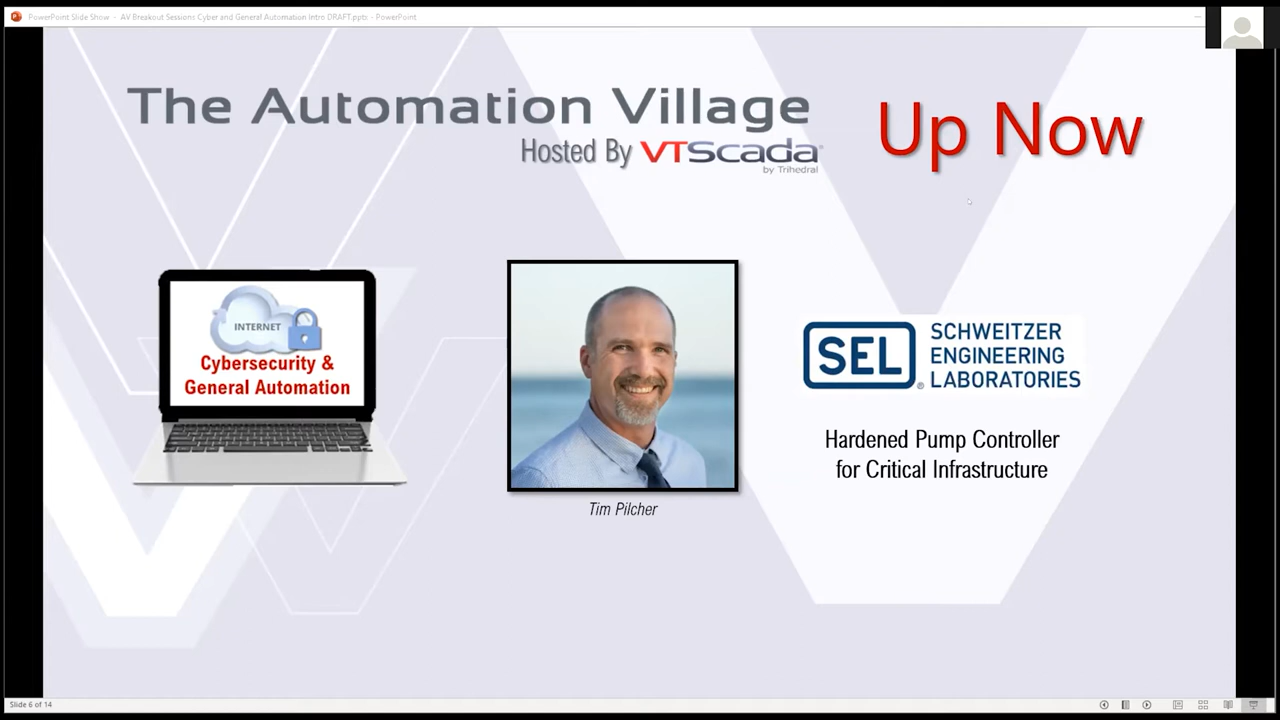 PowerPoint Slide Show - AV Breakout Sessions Cyber and General Automation Intro DRAFT.pptx - PowerPoint
The Automation Village
Hosted By VTScada
by Trihedral
Up Now
INTERNET
Cybersecurity &
General Automation
Tim Pilcher
SEL®
SCHWEITZER
ENGINEERING
LABORATORIES
Hardened Pump Controller
for Critical Infrastructure
Slide 6 of 14